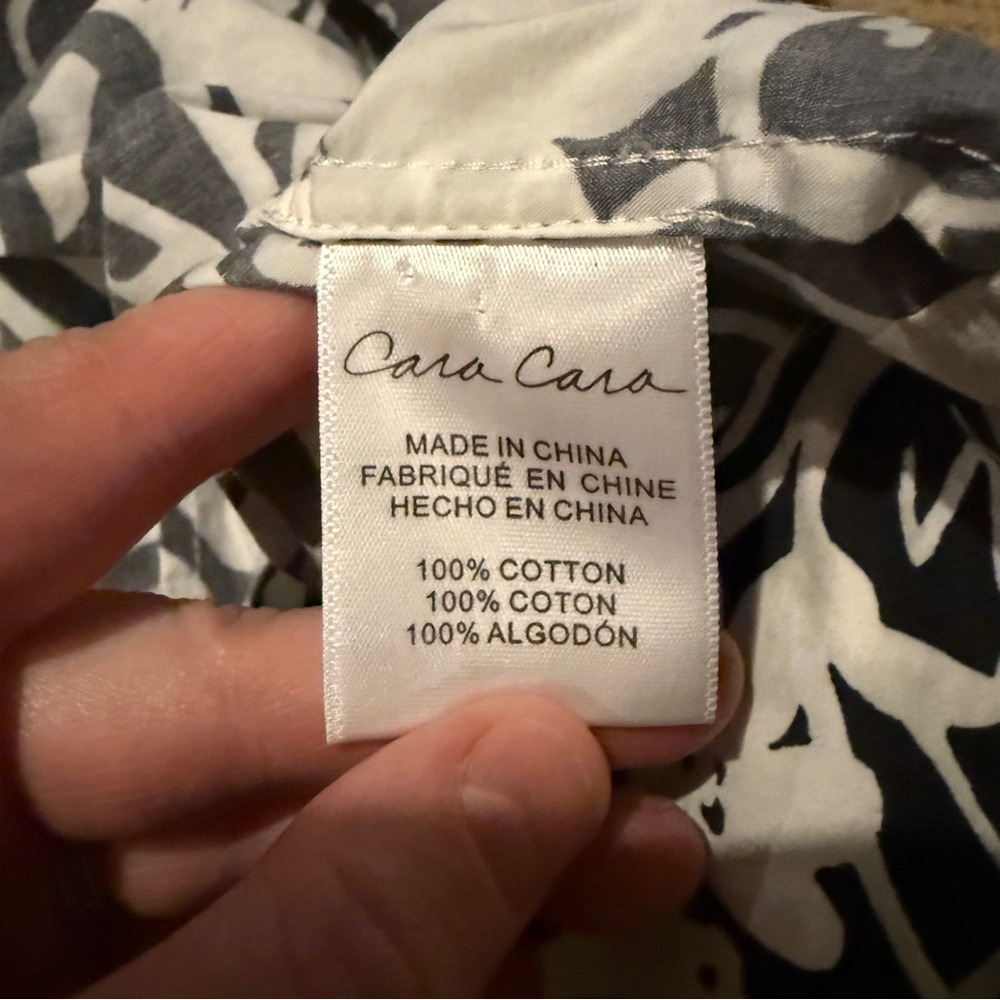 Cara Cara
MADE IN CHINA
FABRIQUÉ EN CHINE
HECHO EN CHINA
100% COTTON
100% COTON
100% ALGODÓN